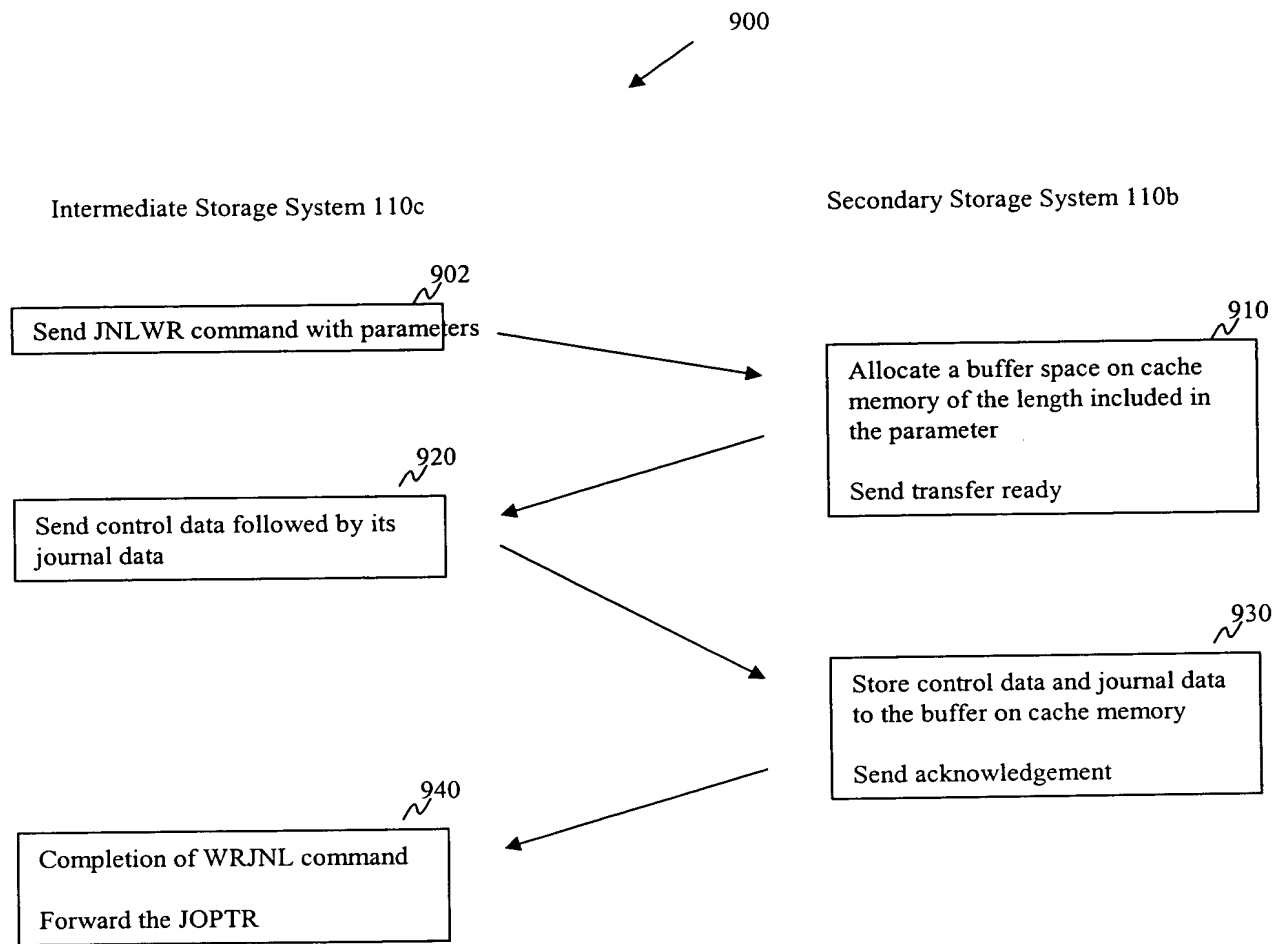 900
Intermediate Storage System 110c
Secondary Storage System 110b
902
Send JNLWR command with parameters
910
Allocate a buffer space on cache
memory of the length included in
the parameter
Send transfer ready
920
Send control data followed by its
journal data
930
Store control data and journal data
to the buffer on cache memory
Send acknowledgement
940
Completion of WRJNL command
Forward the JOPTR